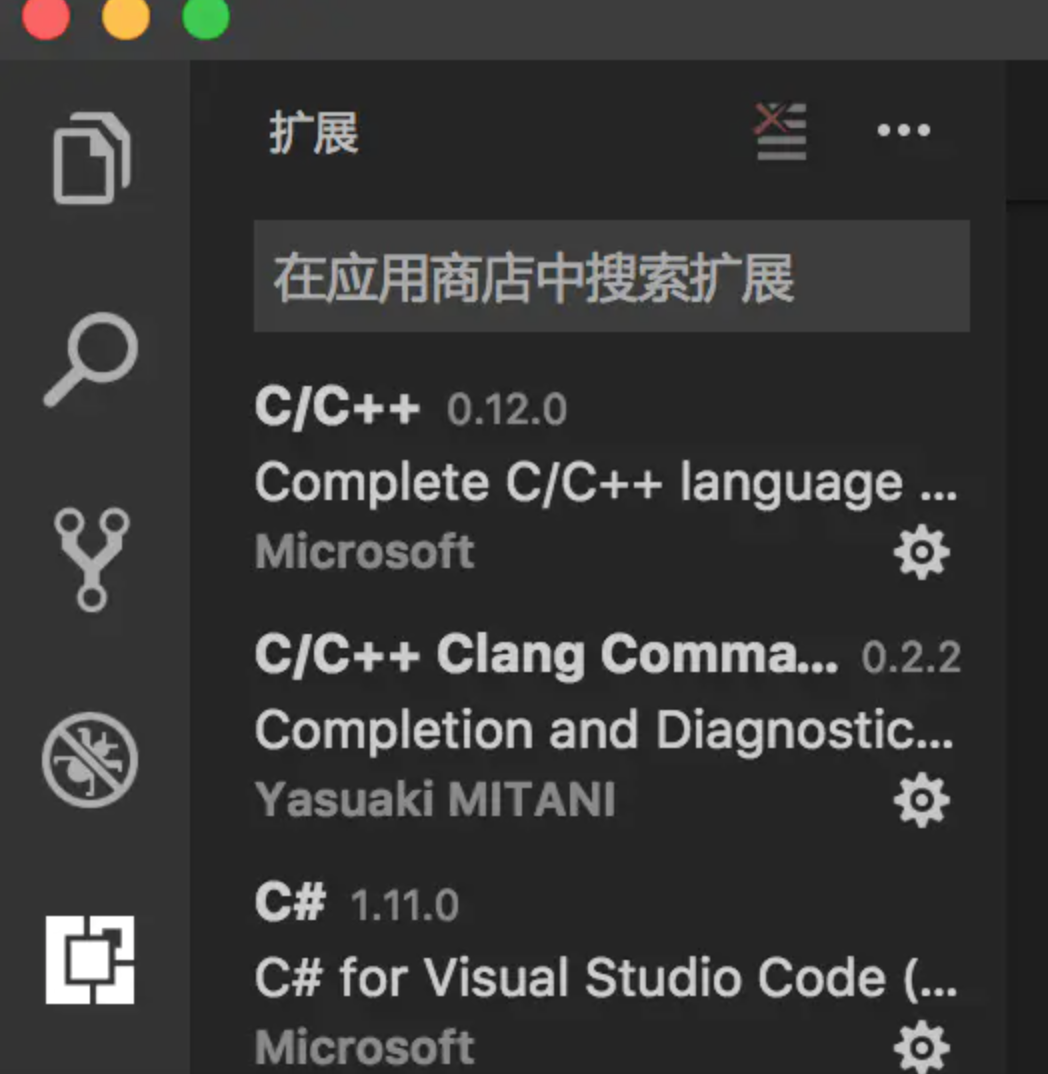 扩展
在应用商店中搜索扩展
C/C++ 0.12.0
Complete C/C++ language ...
Microsoft
C/C++ Clang Comma... 0.2.2
Completion and Diagnostic...
Yasuaki MITANI
C# 1.11.0
C# for Visual Studio Code (...
Microsoft